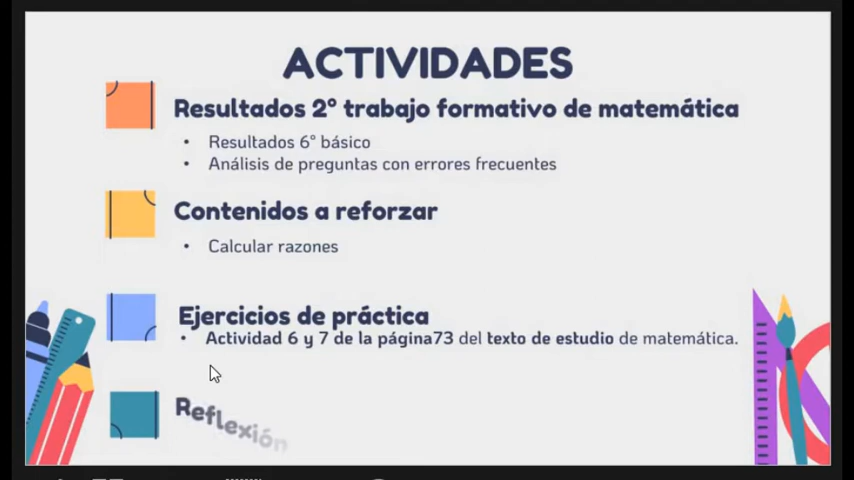 ACTIVIDADES
Resultados 2° trabajo formativo de matemática
• Resultados 6° básico
• Análisis de preguntas con errores frecuentes
Contenidos a reforzar
• Calcular razones
Ejercicios de práctica
• Actividad 6 y 7 de la página73 del texto de estudio de matemática.
Reflexión